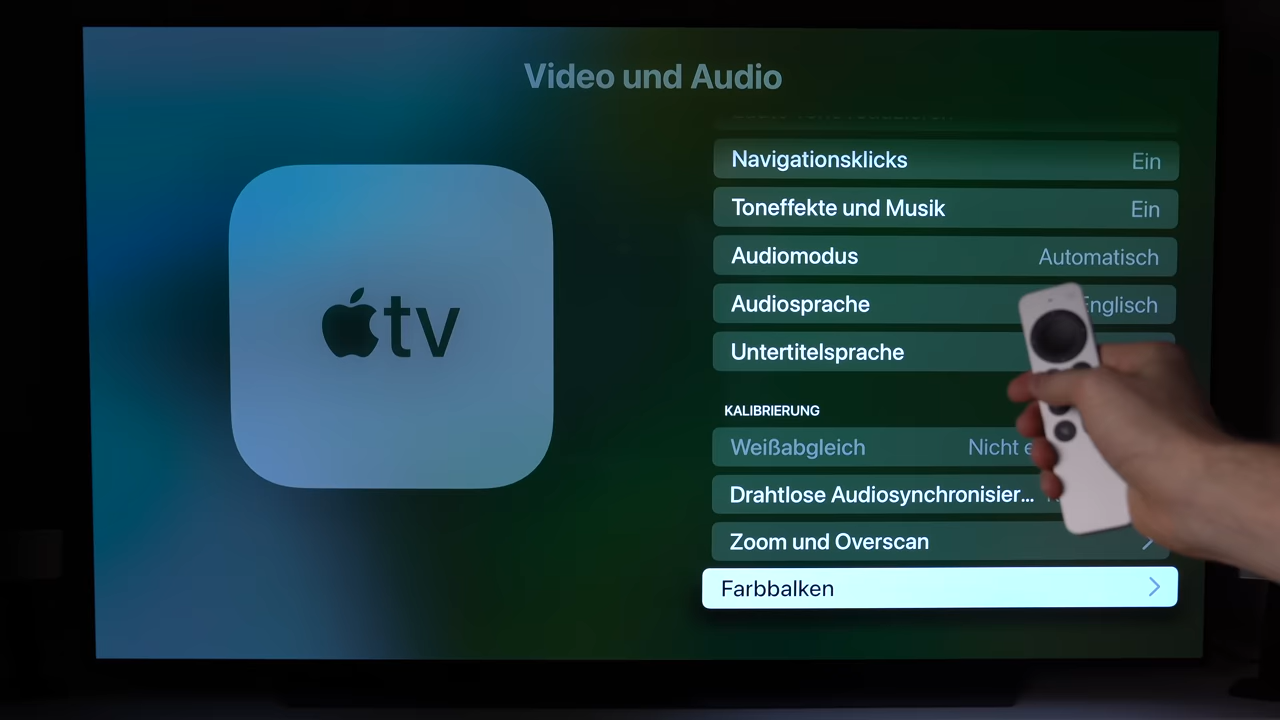 Video und Audio
Navigationsklicks Ein
Toneffekte und Musik Ein
Audiomodus Automatisch
Audiosprache Englisch
Untertitelsprache
KALIBRIERUNG
Weißabgleich Nicht
Drahtlose Audiosynchronisier...
Zoom und Overscan
Farbbalken
tv